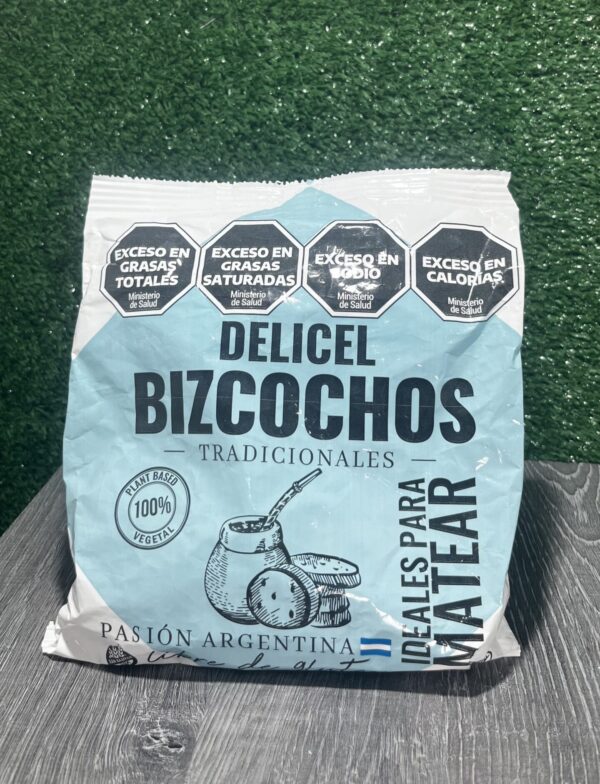 EXCESO EN
GRASAS
TOTALES
Ministerio
de Salud
EXCESO EN
GRASAS
SATURADAS
Ministerio
de Salud
EXCESO EN
SODIO
Ministerio
de Salud
EXCESO EN
CALORÍAS
Ministerio
de Salud
DELICEL
BIZCOCHOS
TRADICIONALES
PLANT BASED
100%
VEGETAL
IDEALES PARA
MATEAR
PASIÓN ARGENTINA
Libre de